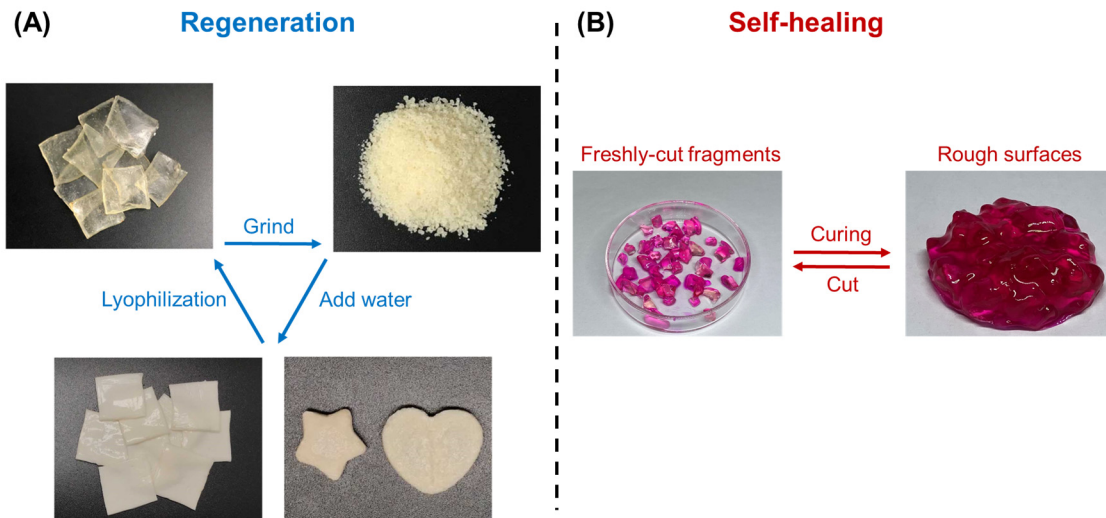 (A) Regeneration
Grind
Lyophilization
Add water
(B) Self-healing
Freshly-cut fragments
Rough surfaces
Curing
Cut